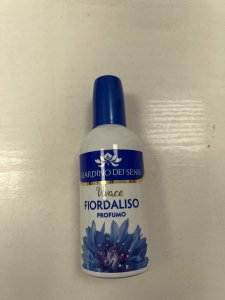 GIARDINO DEI SENSI
Vivace
FIORDALISO
PROFUMO